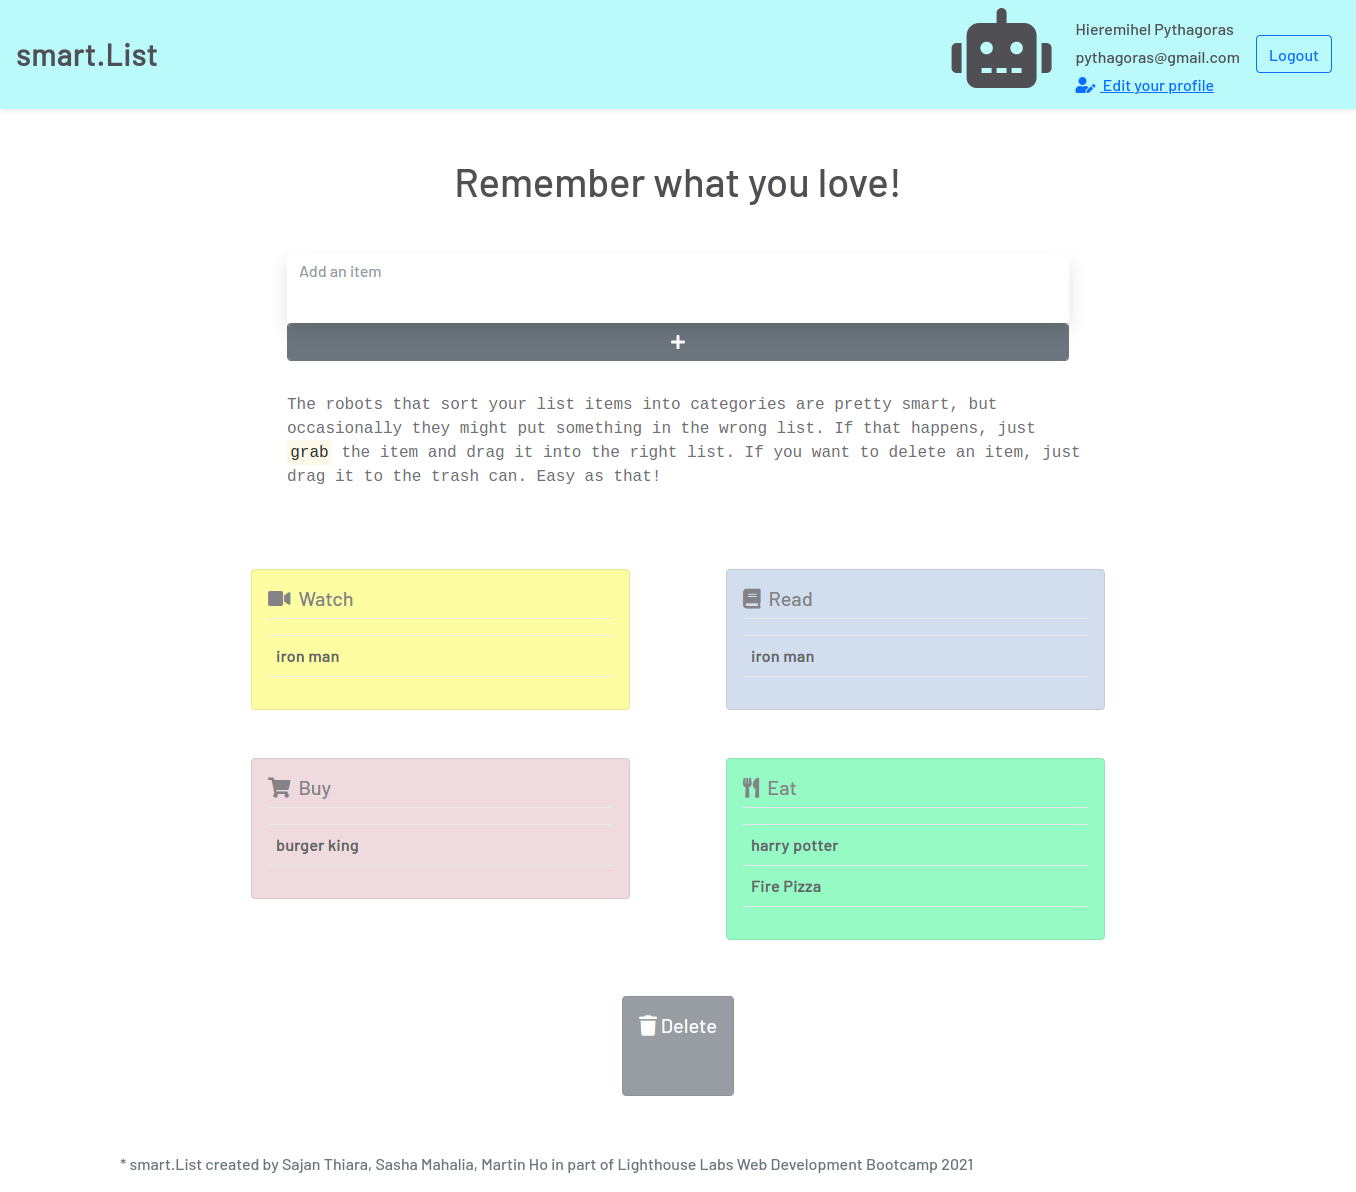 smart.List
Hieremihel Pythagoras
pythagoras@gmail.com
Edit your profile
Logout
Remember what you love!
Add an item
The robots that sort your list items into categories are pretty smart, but
occasionally they might put something in the wrong list. If that happens, just
grab the item and drag it into the right list. If you want to delete an item, just
drag it to the trash can. Easy as that!
Watch
iron man
Read
iron man
Buy
burger king
Eat
harry potter
Fire Pizza
Delete
* smart.List created by Sajan Thiara, Sasha Mahalia, Martin Ho in part of Lighthouse Labs Web Development Bootcamp 2021